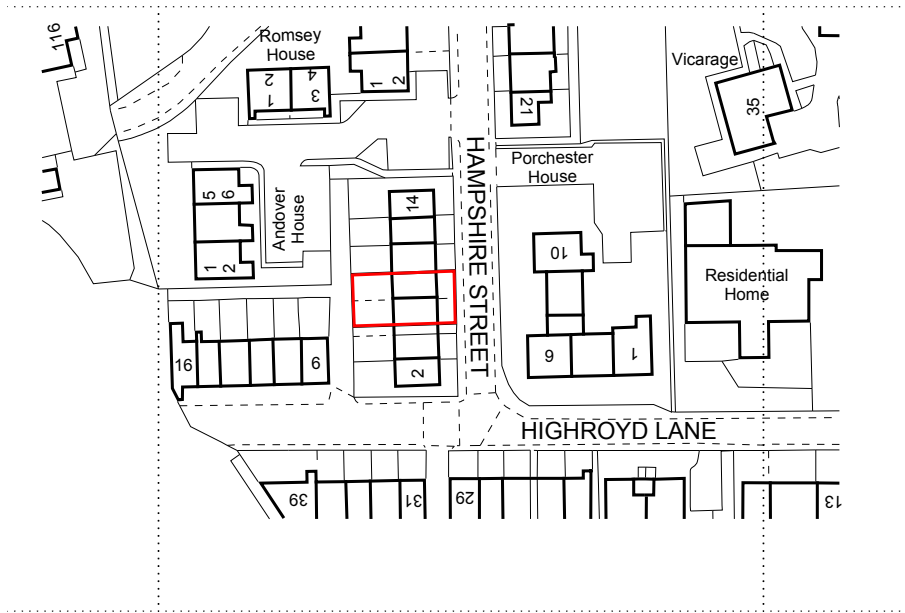 116
Romsey
House
2
4
1
3
1
2
21
Vicarage
35
Porchester
House
HAMPSHIRE STREET
5
6
Andover
House
14
1
2
10
Residential
Home
16
9
2
6
1
HIGHROYD LANE
39
31
29
13